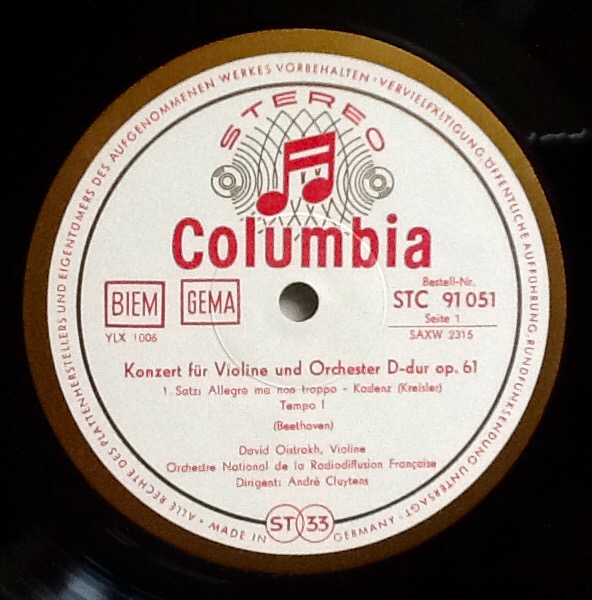 ALLE RECHTE DES PLATTENHERSTELLERS UND EIGENTÜMERS DES AUFGENOMMENEN WERKES VORBEHALTEN · VERVIELFÄLTIGUNG, ÖFFENTLICHE AUFFÜHRUNG, RUNDFUNKSENDUNG UNTERSAGT!
STEREO
Columbia
BIEM GEMA
YLX 1006
Bestell-Nr.
STC 91 051
Seite 1
SAXW 2315
Konzert für Violine und Orchester D-dur op. 61
1. Satz: Allegro ma non troppo - Kadenz (Kreisler)
Tempo I
(Beethoven)
David Oistrakh, Violine
Orchestre National de la Radiodiffusion Française
Dirigent: André Cluytens
MADE IN ST 33 GERMANY